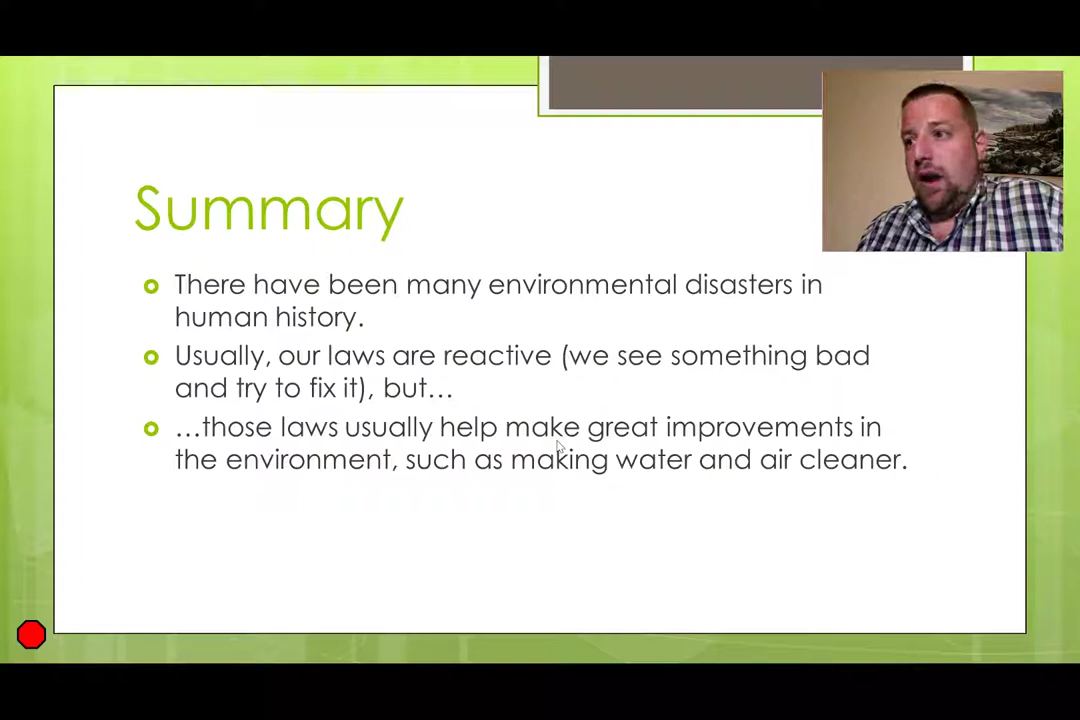 Summary
There have been many environmental disasters in
human history.
Usually, our laws are reactive (we see something bad
and try to fix it), but…
…those laws usually help make great improvements in
the environment, such as making water and air cleaner.